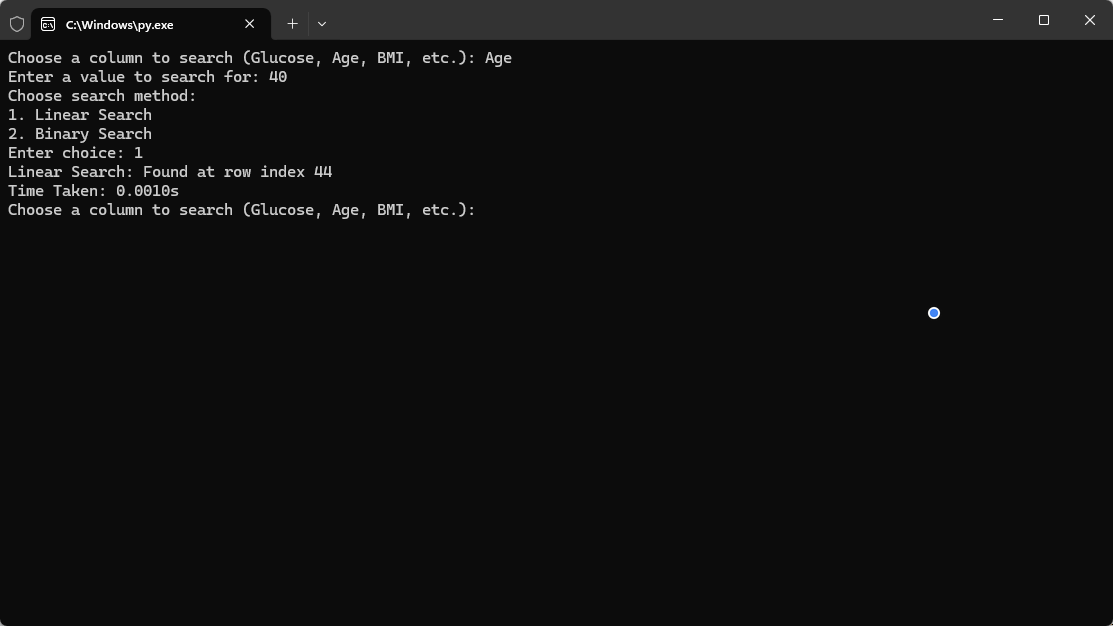 C:\Windows\py.exe
Choose a column to search (Glucose, Age, BMI, etc.): Age
Enter a value to search for: 40
Choose search method:
1. Linear Search
2. Binary Search
Enter choice: 1
Linear Search: Found at row index 44
Time Taken: 0.0010s
Choose a column to search (Glucose, Age, BMI, etc.):